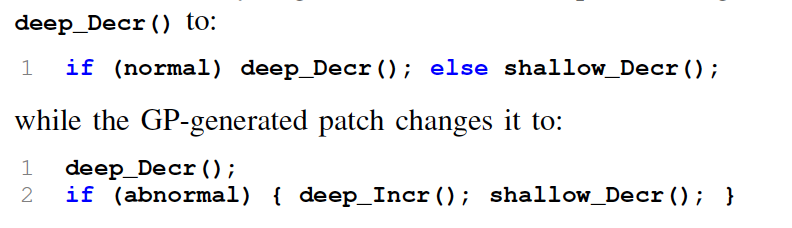 deep_Decr() to:
1 if (normal) deep_Decr(); else shallow_Decr();
while the GP-generated patch changes it to:
1 deep_Decr();
2 if (abnormal) { deep_Incr(); shallow_Decr(); }